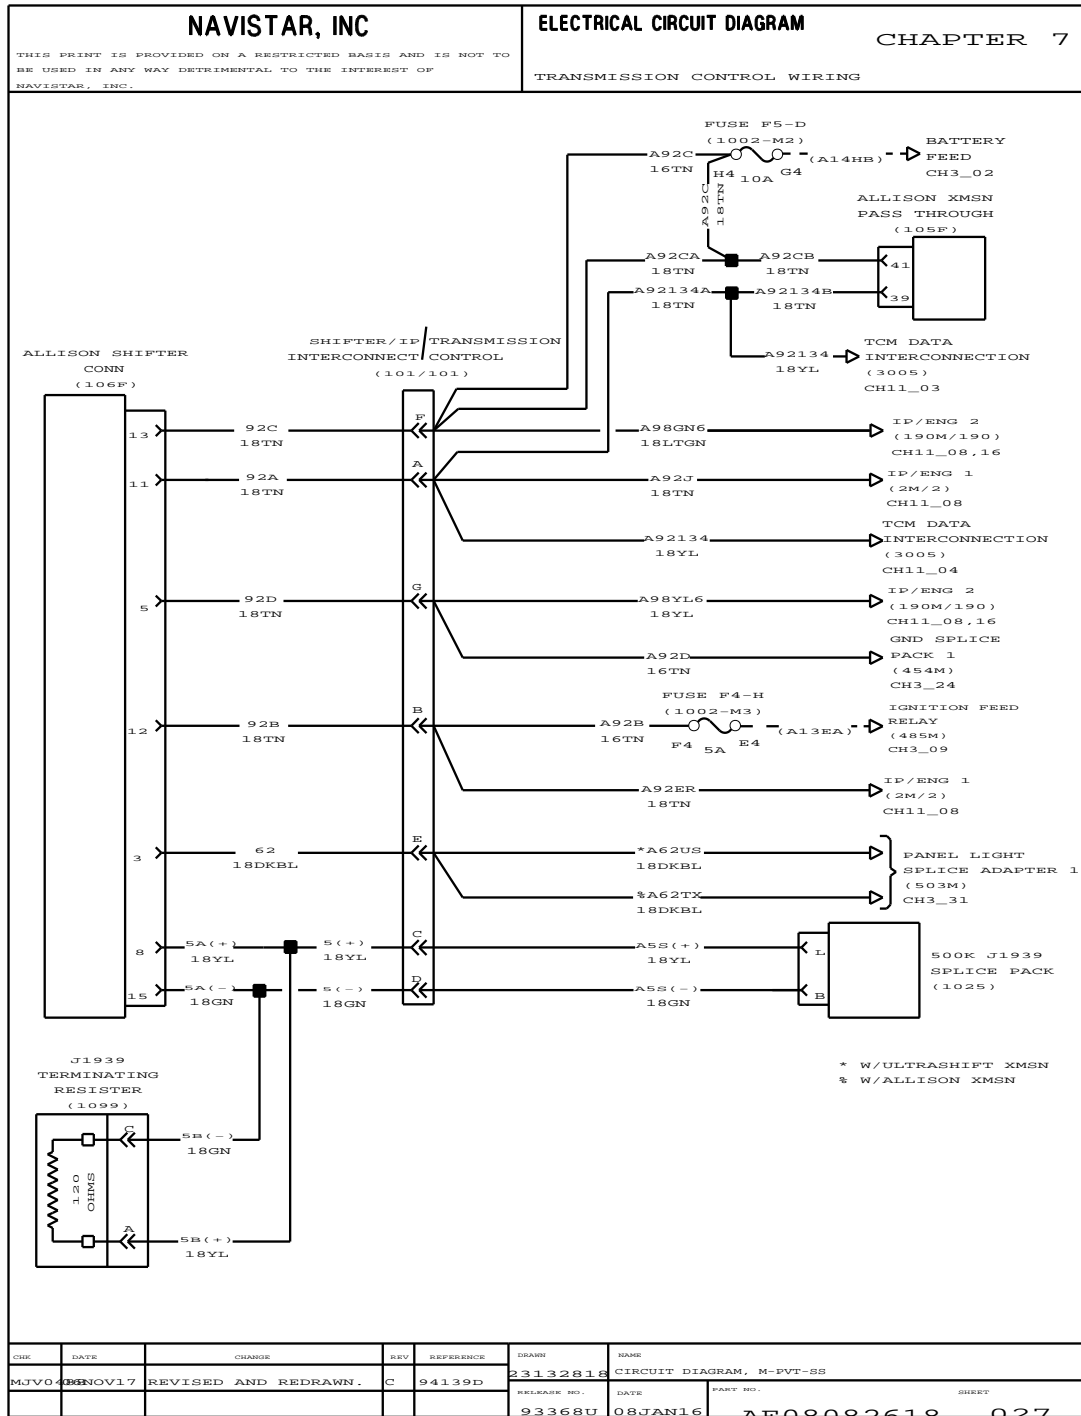 NAVISTAR, INC
THIS PRINT IS PROVIDED ON A RESTRICTED BASIS AND IS NOT TO
BE USED IN ANY WAY DETRIMENTAL TO THE INTEREST OF
NAVISTAR, INC.
ELECTRICAL CIRCUIT DIAGRAM
CHAPTER 7
TRANSMISSION CONTROL WIRING
FUSE F5-D
(1002-M2)
A92C
16TN
H4
10A
G4
(A14HB)
BATTERY
FEED
CH3_02
A92C
18TN
ALLISON XMSN
PASS THROUGH
(105F)
A92CA
18TN
A92CB
18TN
41
A92134A
18TN
A92134B
18TN
39
A92134
18YL
TCM DATA
INTERCONNECTION
(3005)
CH11_03
ALLISON SHIFTER
CONN
(106F)
SHIFTER/IP
INTERCONNECT
TRANSMISSION
CONTROL
(101/101)
13
92C
18TN
F
A98GN6
18LTGN
IP/ENG 2
(190M/190)
CH11_08,16
11
92A
18TN
A
A92J
18TN
IP/ENG 1
(2M/2)
CH11_08
A92134
18YL
TCM DATA
INTERCONNECTION
(3005)
CH11_04
5
92D
18TN
G
A98YL6
18YL
IP/ENG 2
(190M/190)
CH11_08,16
A92D
16TN
GND SPLICE
PACK 1
(454M)
CH3_24
12
92B
18TN
B
A92B
16TN
FUSE F4-H
(1002-M3)
F4
5A
E4
(A13EA)
IGNITION FEED
RELAY
(485M)
CH3_09
A92ER
18TN
IP/ENG 1
(2M/2)
CH11_08
3
62
18DKBL
E
*A62US
18DKBL
%A62TX
18DKBL
PANEL LIGHT
SPLICE ADAPTER 1
(503M)
CH3_31
8
5A(+)
18YL
5(+)
18YL
C
A5S(+)
18YL
L
15
5A(-)
18GN
5(-)
18GN
D
A5S(-)
18GN
B
500K J1939
SPLICE PACK
(1025)
* W/ULTRASHIFT XMSN
% W/ALLISON XMSN
J1939
TERMINATING
RESISTER
(1099)
C
5B(-)
18GN
120
OHMS
A
5B(+)
18YL
CHK
DATE
CHANGE
REV
REFERENCE
REVISED AND REDRAWN.
C
94139D
DRAWN
23132818
NAME
CIRCUIT DIAGRAM, M-PVT-SS
RELEASE NO.
93368U
DATE
08JAN16
PART NO.
AF08082618
SHEET
027